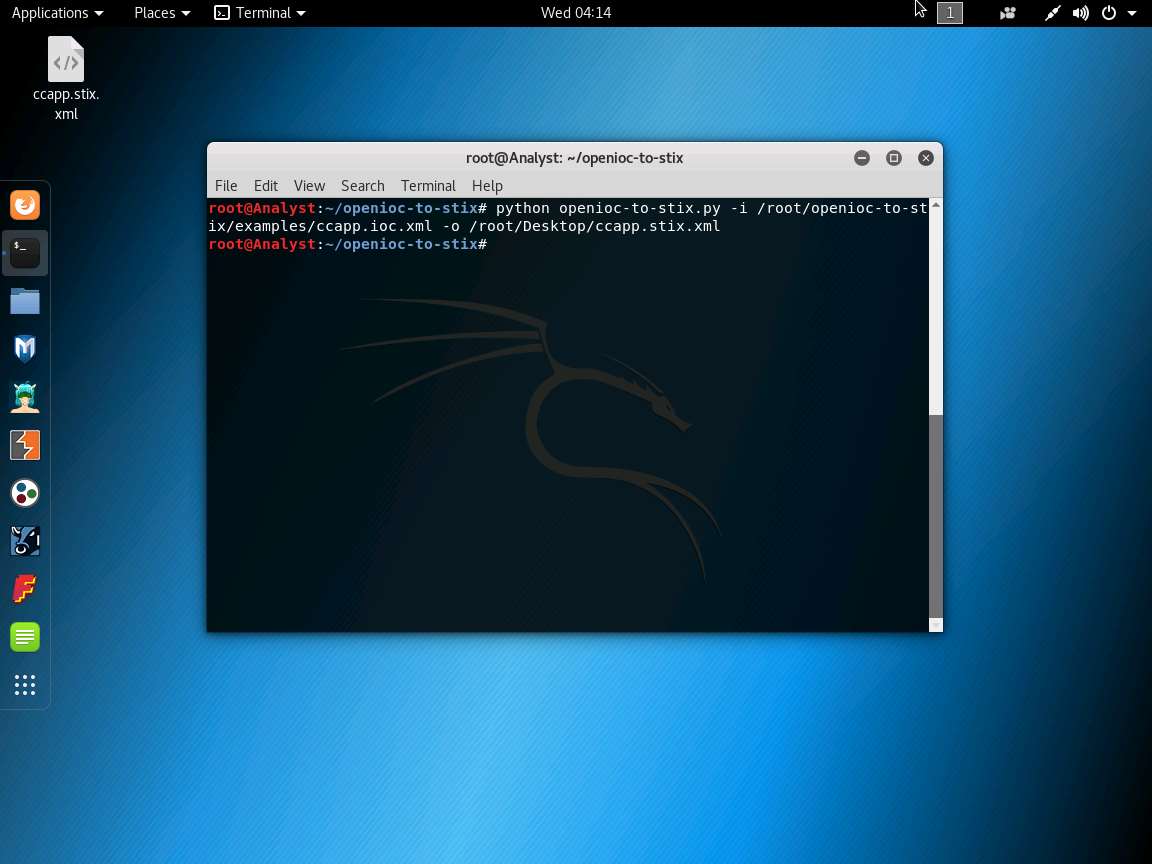 Applications Places Terminal Wed 04:14 1
ccapp.stix.
xml
root@Analyst: ~/openioc-to-stix
File Edit View Search Terminal Help
root@Analyst:~/openioc-to-stix# python openioc-to-stix.py -i /root/openioc-to-st
ix/examples/ccapp.ioc.xml -o /root/Desktop/ccapp.stix.xml
root@Analyst:~/openioc-to-stix#